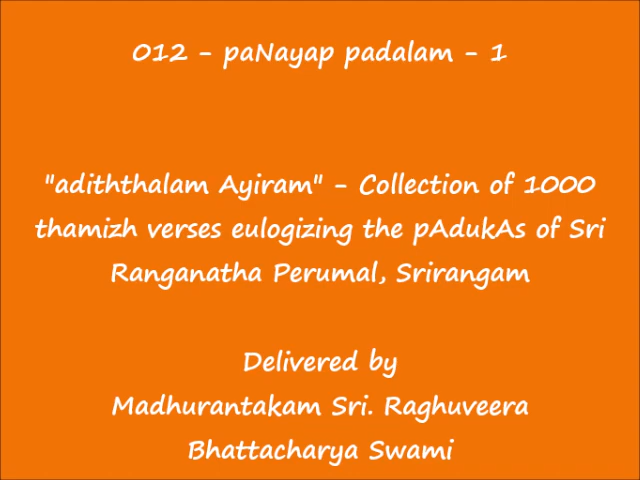 012 - paNayap padalam - 1
"adiththalam Ayiram" - Collection of 1000
thamizh verses eulogizing the pAdukAs of Sri
Ranganatha Perumal, Srirangam
Delivered by
Madhurantakam Sri. Raghuveera
Bhattacharya Swami